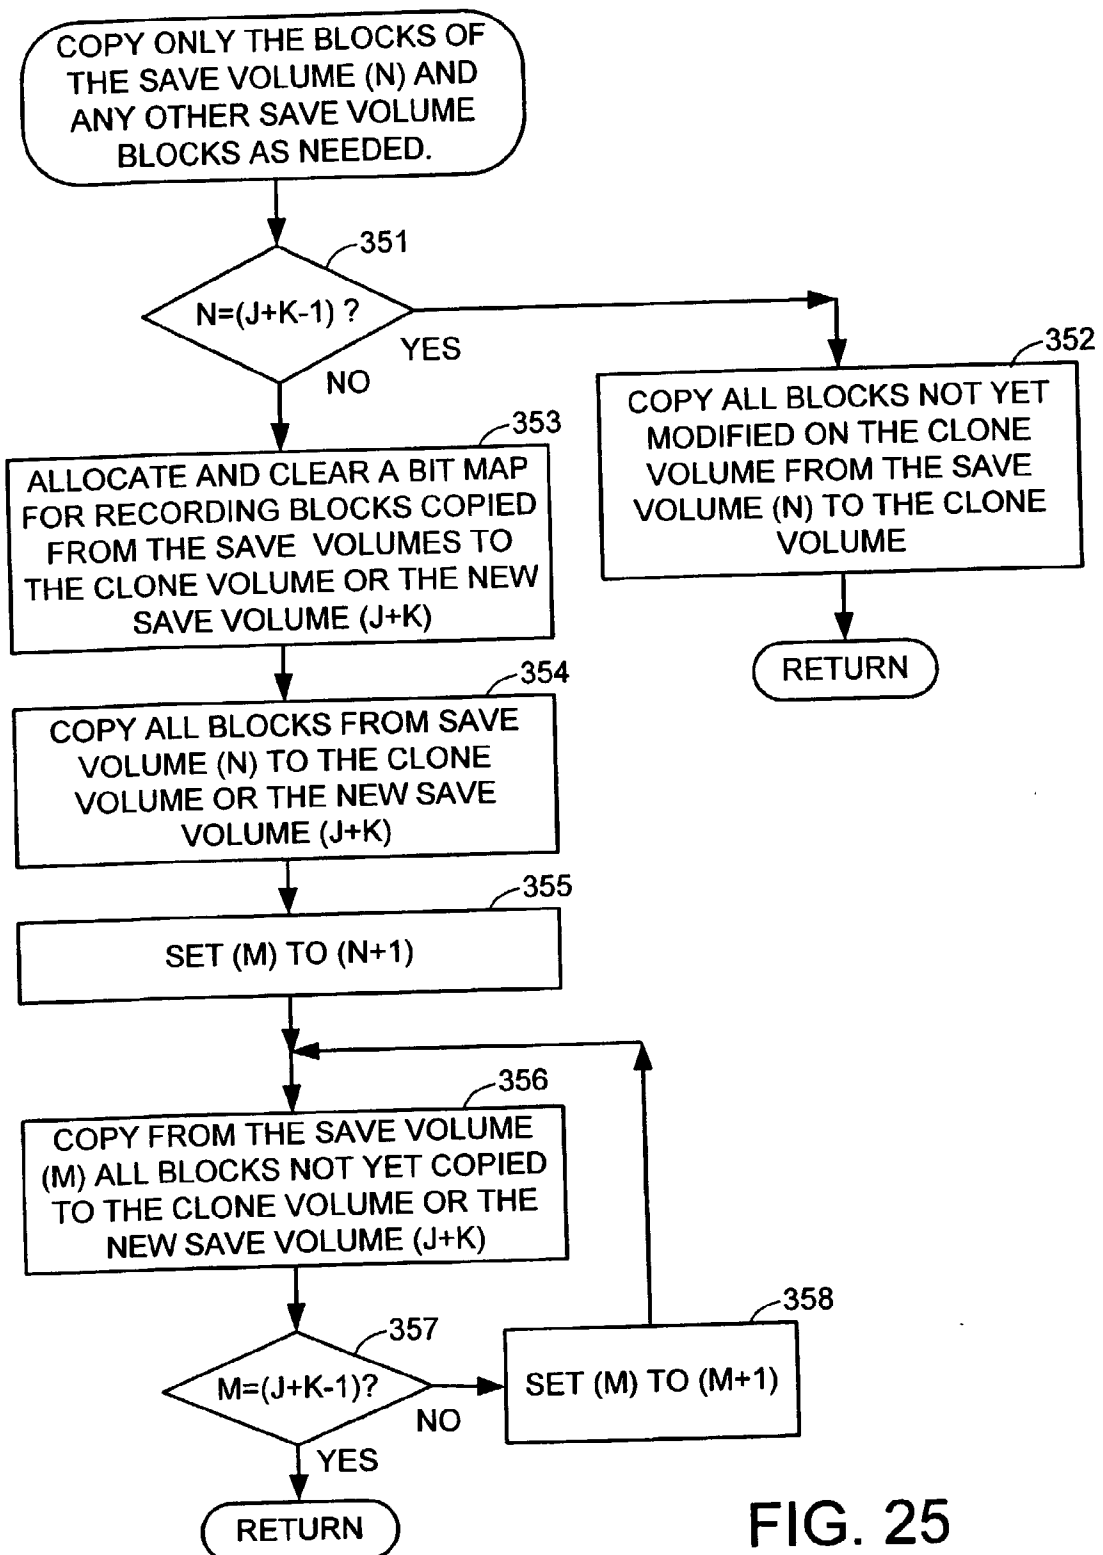 COPY ONLY THE BLOCKS OF
THE SAVE VOLUME (N) AND
ANY OTHER SAVE VOLUME
BLOCKS AS NEEDED.
351
N=(J+K-1) ?
YES
NO
352
COPY ALL BLOCKS NOT YET
MODIFIED ON THE CLONE
VOLUME FROM THE SAVE
VOLUME (N) TO THE CLONE
VOLUME
RETURN
353
ALLOCATE AND CLEAR A BIT MAP
FOR RECORDING BLOCKS COPIED
FROM THE SAVE VOLUMES TO
THE CLONE VOLUME OR THE NEW
SAVE VOLUME (J+K)
354
COPY ALL BLOCKS FROM SAVE
VOLUME (N) TO THE CLONE
VOLUME OR THE NEW SAVE
VOLUME (J+K)
355
SET (M) TO (N+1)
356
COPY FROM THE SAVE VOLUME
(M) ALL BLOCKS NOT YET COPIED
TO THE CLONE VOLUME OR THE
NEW SAVE VOLUME (J+K)
357
M=(J+K-1)?
NO
YES
358
SET (M) TO (M+1)
RETURN
FIG. 25